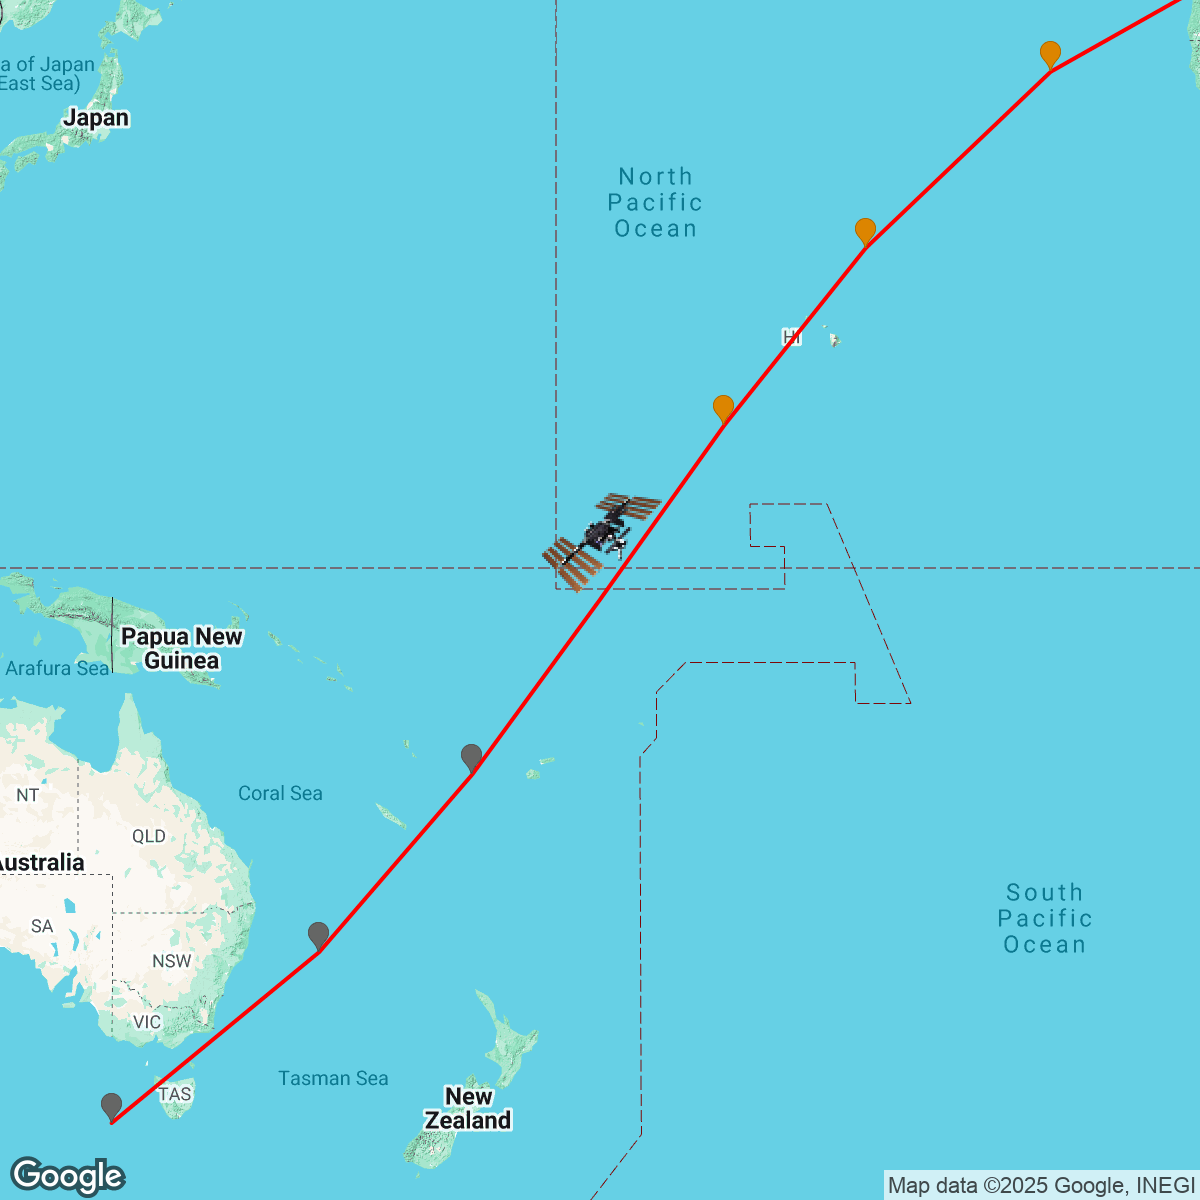 a of Japan
East Sea)
Japan
North
Pacific
Ocean
HI
Papua New
Guinea
Arafura Sea
NT
Coral Sea
QLD
Australia
SA
South
Pacific
Ocean
NSW
VIC
Tasman Sea
TAS
New
Zealand
Google
Map data ©2025 Google, INEGI